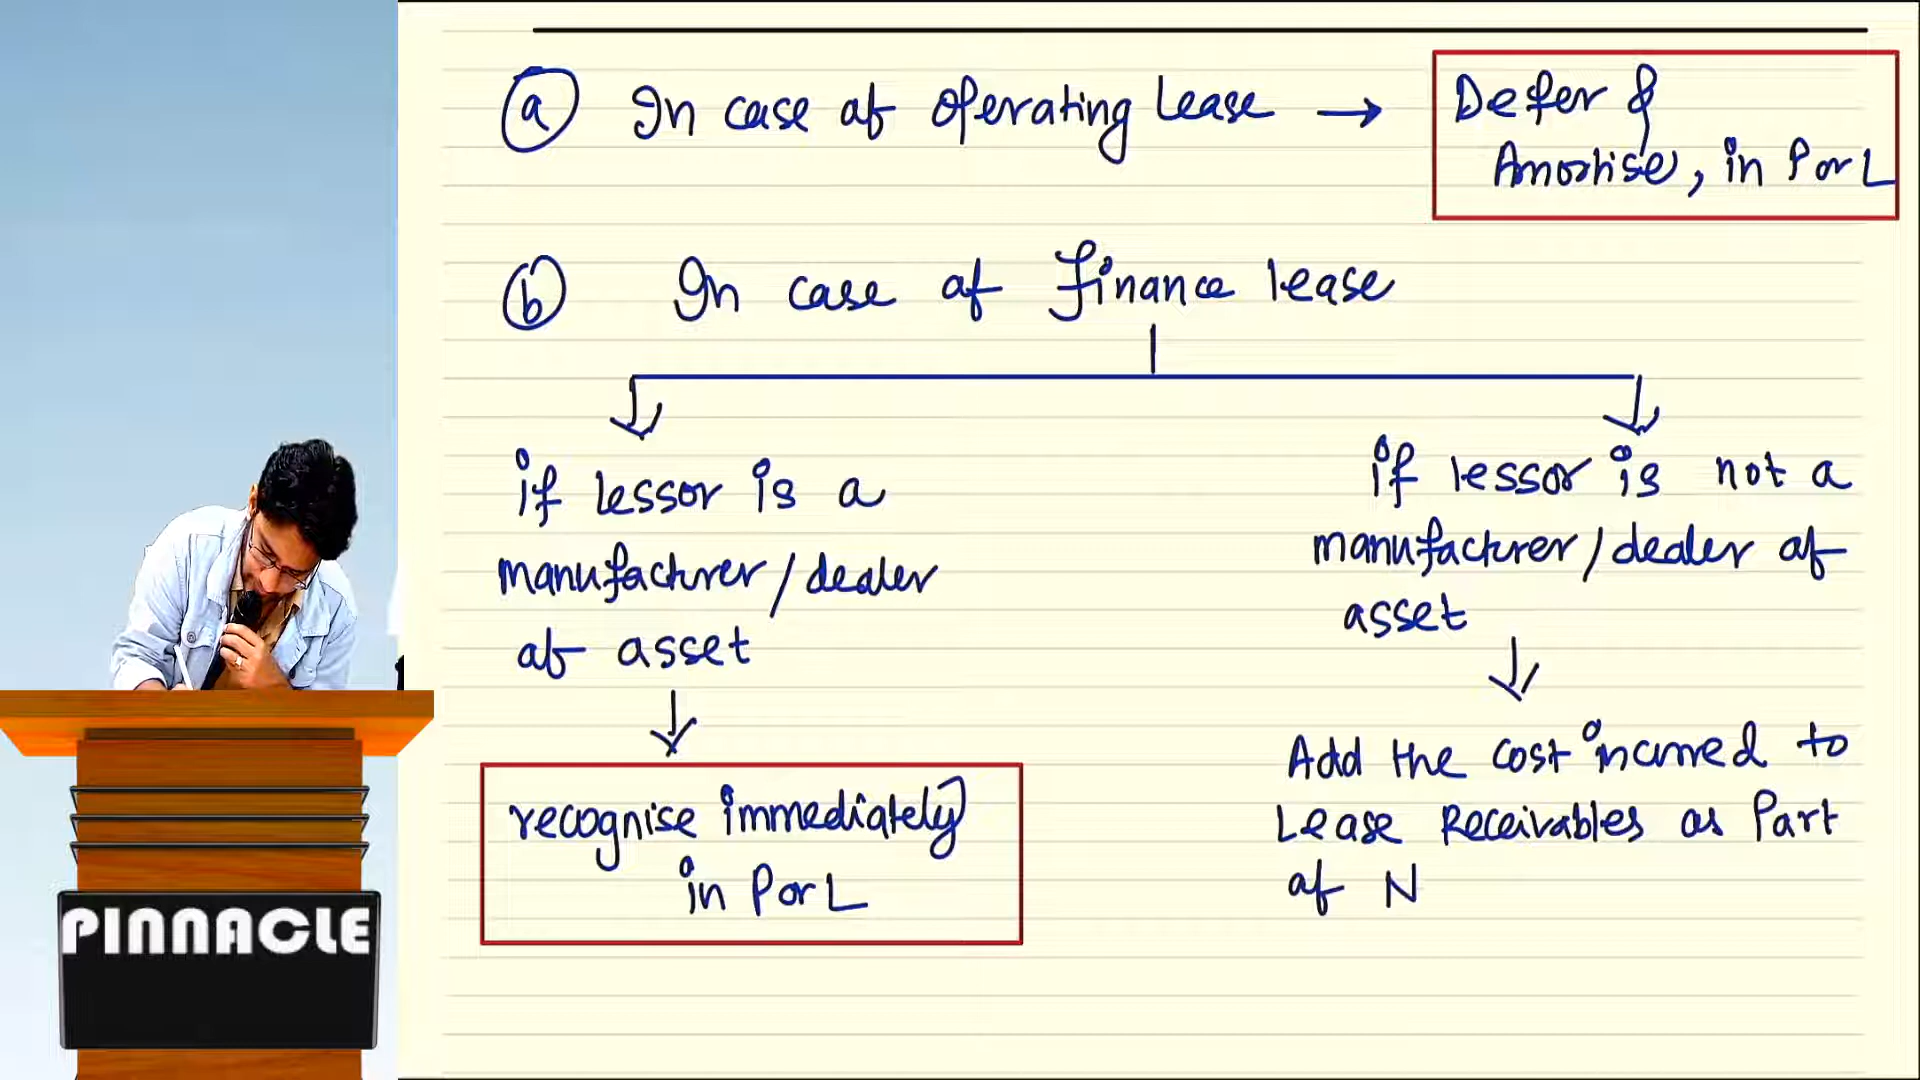 a In case of operating Lease → Defer &
Amortise, in P or L
b In case of finance lease
if lessor is a
manufacturer/dealer
of asset
recognise immediately
in P or L
if lessor is not a
manufacturer/dealer of
asset
Add the cost incurred to
Lease Receivables as Part
of N
PINNACLE